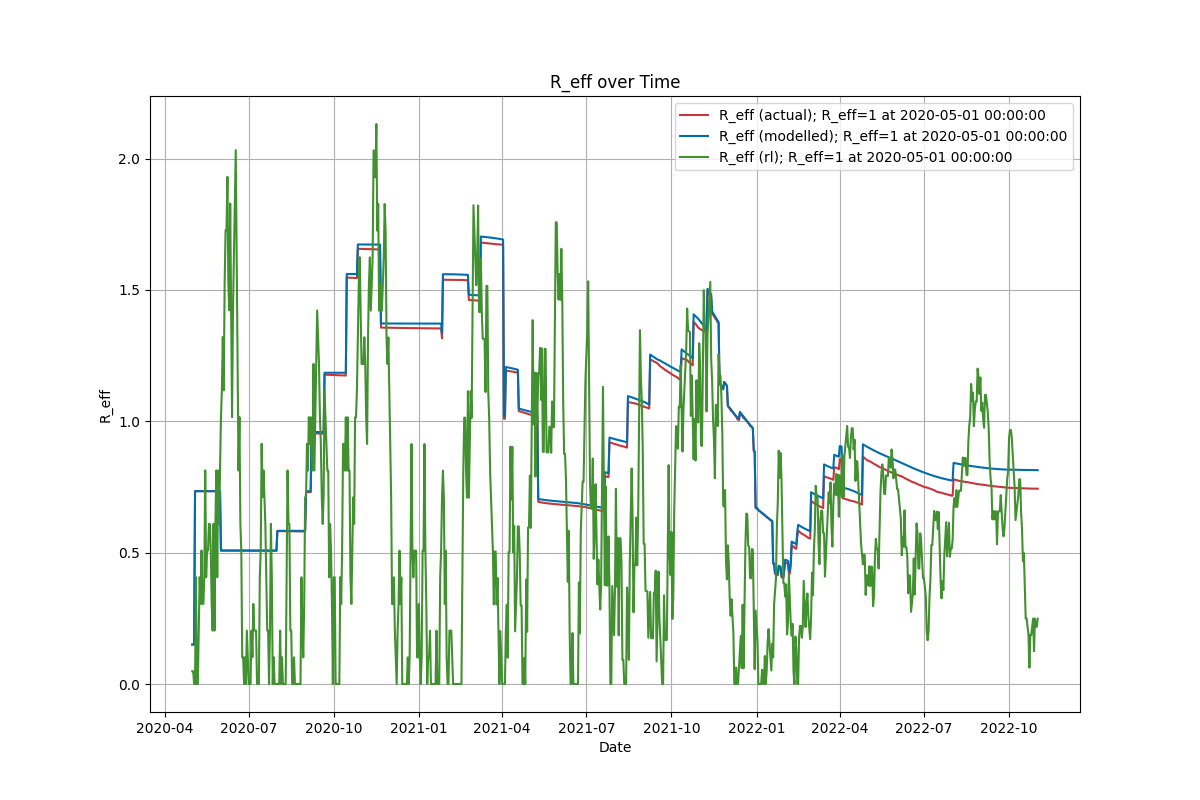 R_eff over Time
R_eff (actual); R_eff=1 at 2020-05-01 00:00:00
R_eff (modelled); R_eff=1 at 2020-05-01 00:00:00
R_eff (rl); R_eff=1 at 2020-05-01 00:00:00
2.0
1.5
1.0
0.5
0.0
R_eff
2020-04 2020-07 2020-10 2021-01 2021-04 2021-07 2021-10 2022-01 2022-04 2022-07 2022-10
Date